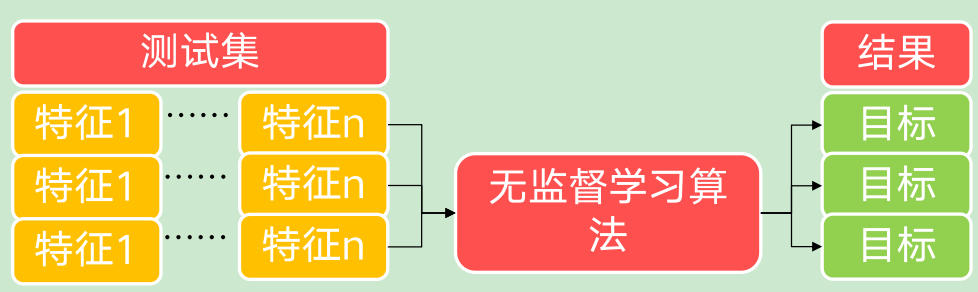 测试集
结果
特征1 …… 特征n
目标
特征1 …… 特征n
目标
特征1 …… 特征n
目标
无监督学习算
法